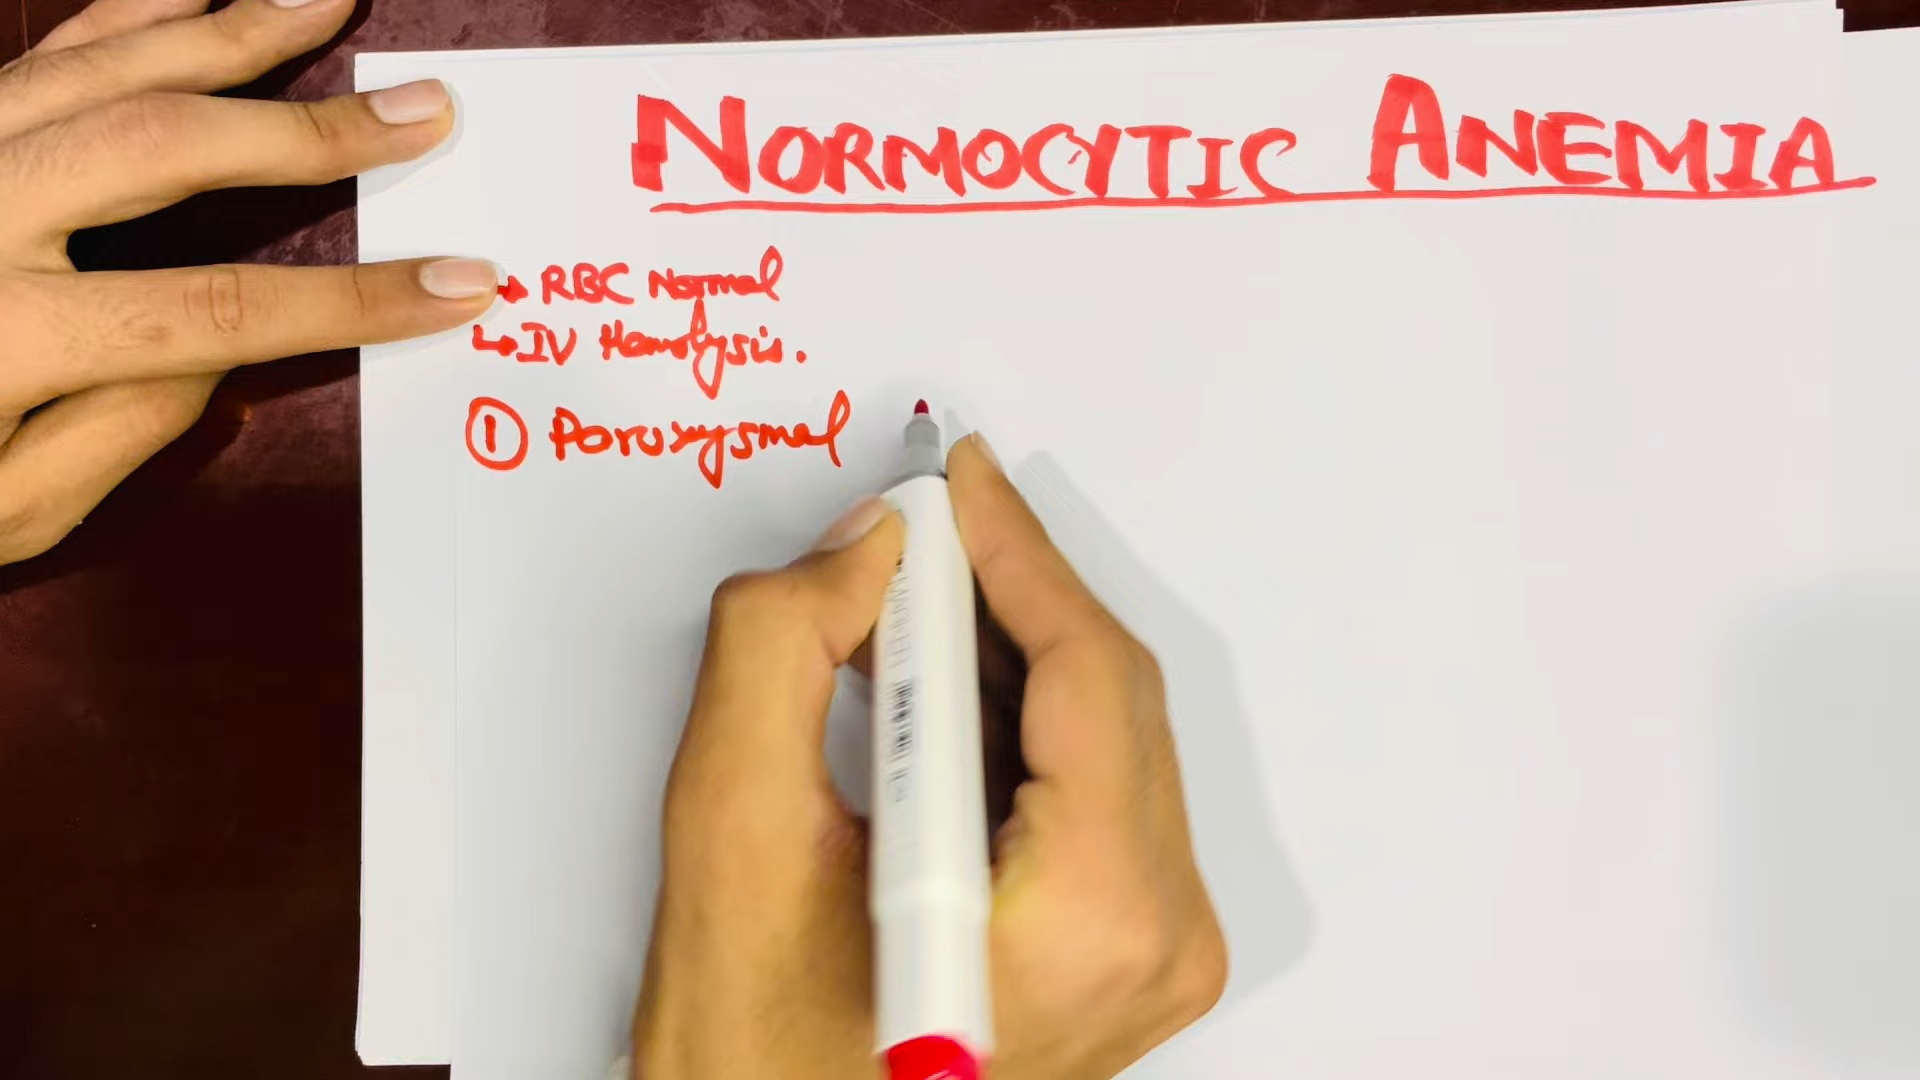 NORMOCYTIC ANEMIA
RBC Normal
IV Hemolysis.
① Paroxysmal